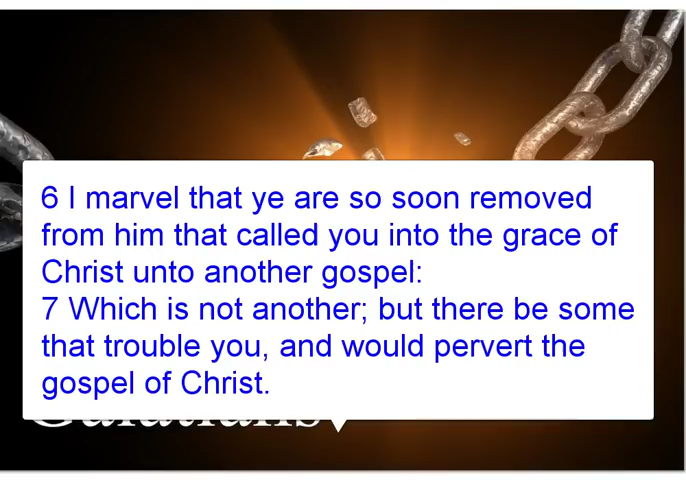 6 I marvel that ye are so soon removed
from him that called you into the grace of
Christ unto another gospel:
7 Which is not another; but there be some
that trouble you, and would pervert the
gospel of Christ.
Galatians